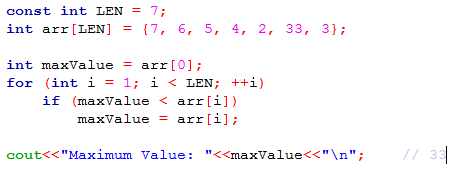 const int LEN = 7;
int arr[LEN] = {7, 6, 5, 4, 2, 33, 3};

int maxValue = arr[0];
for (int i = 1; i < LEN; ++i)
    if (maxValue < arr[i])
        maxValue = arr[i];

cout<<"Maximum Value: "<<maxValue<<"\n";    // 33